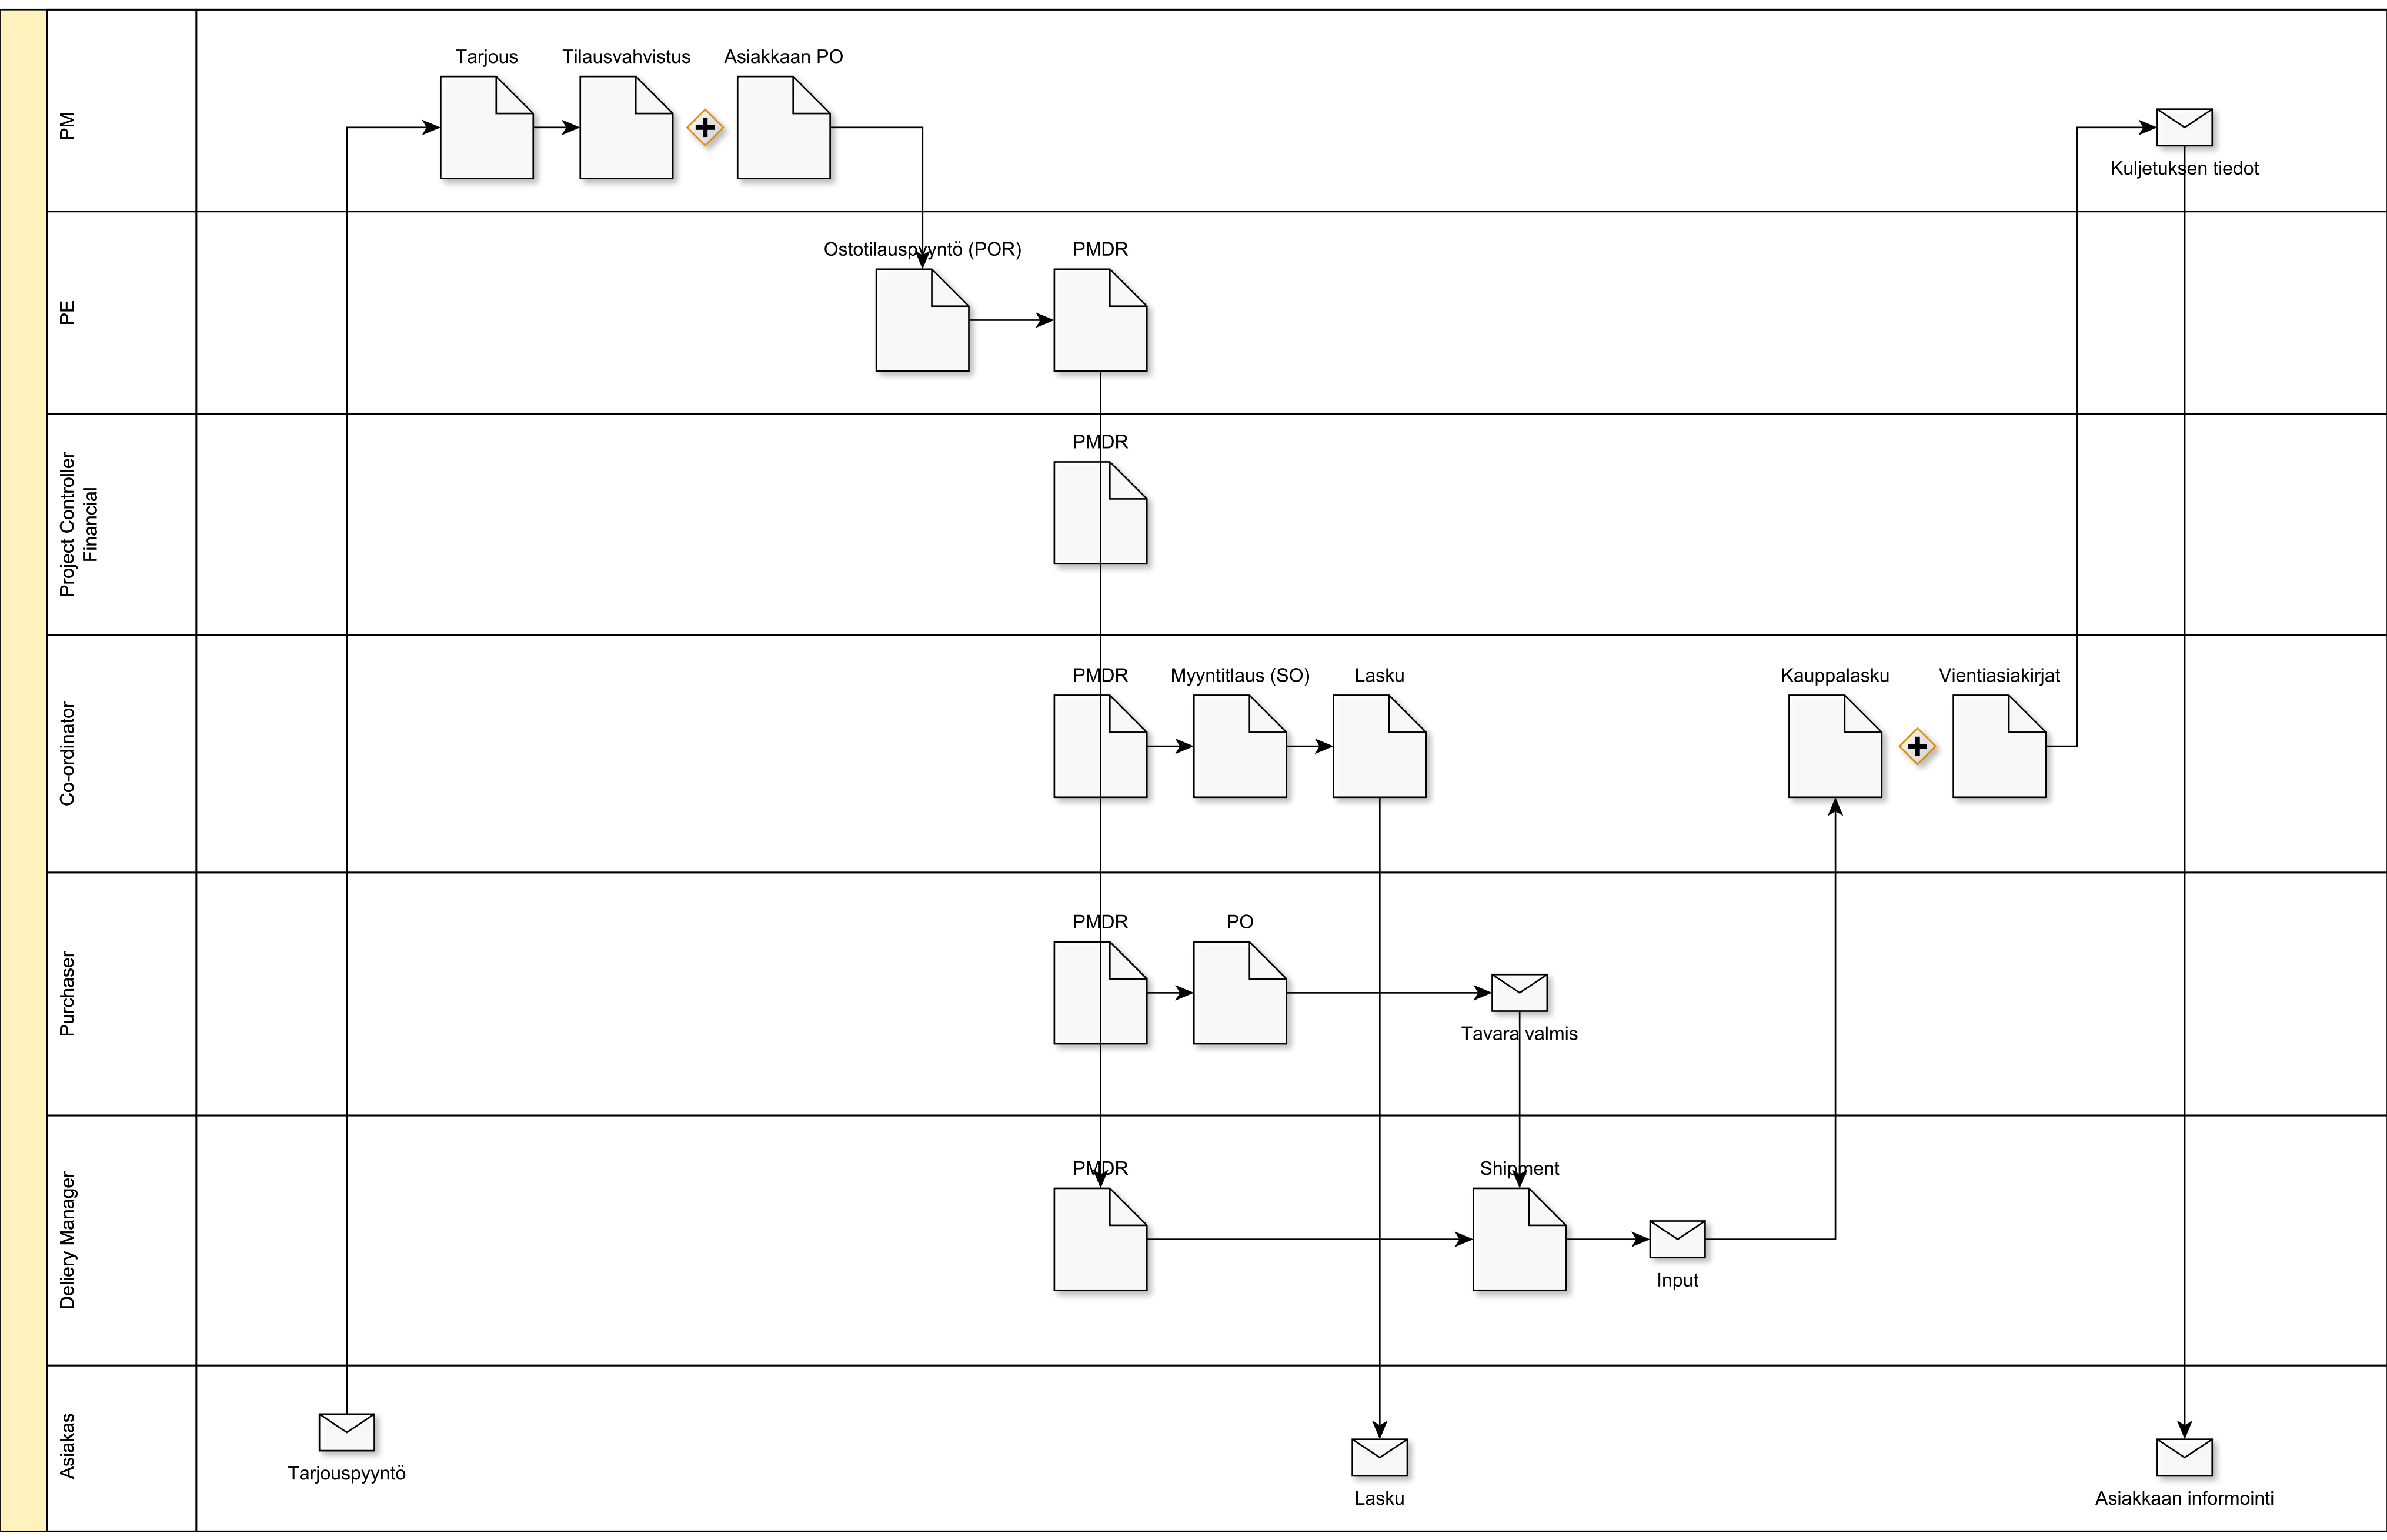 PM
Tarjous
Tilausvahvistus
Asiakkaan PO
Kuljetuksen tiedot
PE
Ostotilauspyyntö (POR)
PMDR
Project Controller
Financial
PMDR
Co-ordinator
PMDR
Myyntitlaus (SO)
Lasku
Kauppalasku
Vientiasiakirjat
Purchaser
PMDR
PO
Tavara valmis
Deliery Manager
PMDR
Shipment
Input
Asiakas
Tarjouspyyntö
Lasku
Asiakkaan informointi